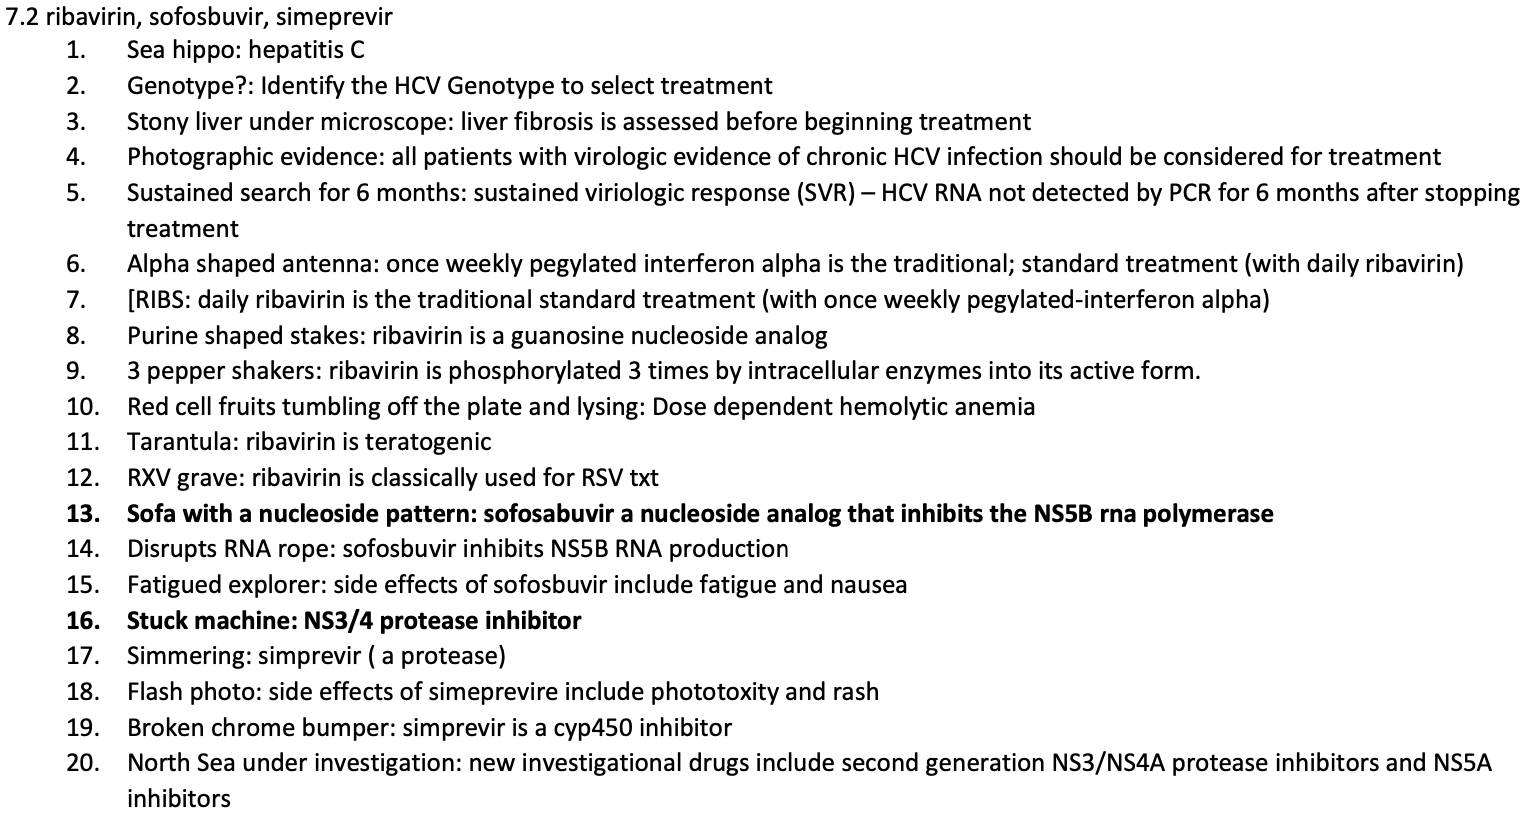 7.2 ribavirin, sofosbuvir, simeprevir
1. Sea hippo: hepatitis C
2. Genotype?: Identify the HCV Genotype to select treatment
3. Stony liver under microscope: liver fibrosis is assessed before beginning treatment
4. Photographic evidence: all patients with virologic evidence of chronic HCV infection should be considered for treatment
5. Sustained search for 6 months: sustained viriologic response (SVR) – HCV RNA not detected by PCR for 6 months after stopping
treatment
6. Alpha shaped antenna: once weekly pegylated interferon alpha is the traditional; standard treatment (with daily ribavirin)
7. [RIBS: daily ribavirin is the traditional standard treatment (with once weekly pegylated-interferon alpha)
8. Purine shaped stakes: ribavirin is a guanosine nucleoside analog
9. 3 pepper shakers: ribavirin is phosphorylated 3 times by intracellular enzymes into its active form.
10. Red cell fruits tumbling off the plate and lysing: Dose dependent hemolytic anemia
11. Tarantula: ribavirin is teratogenic
12. RXV grave: ribavirin is classically used for RSV txt
13. Sofa with a nucleoside pattern: sofosabuvir a nucleoside analog that inhibits the NS5B rna polymerase
14. Disrupts RNA rope: sofosbuvir inhibits NS5B RNA production
15. Fatigued explorer: side effects of sofosbuvir include fatigue and nausea
16. Stuck machine: NS3/4 protease inhibitor
17. Simmering: simprevir ( a protease)
18. Flash photo: side effects of simeprevire include phototoxity and rash
19. Broken chrome bumper: simprevir is a cyp450 inhibitor
20. North Sea under investigation: new investigational drugs include second generation NS3/NS4A protease inhibitors and NS5A
inhibitors